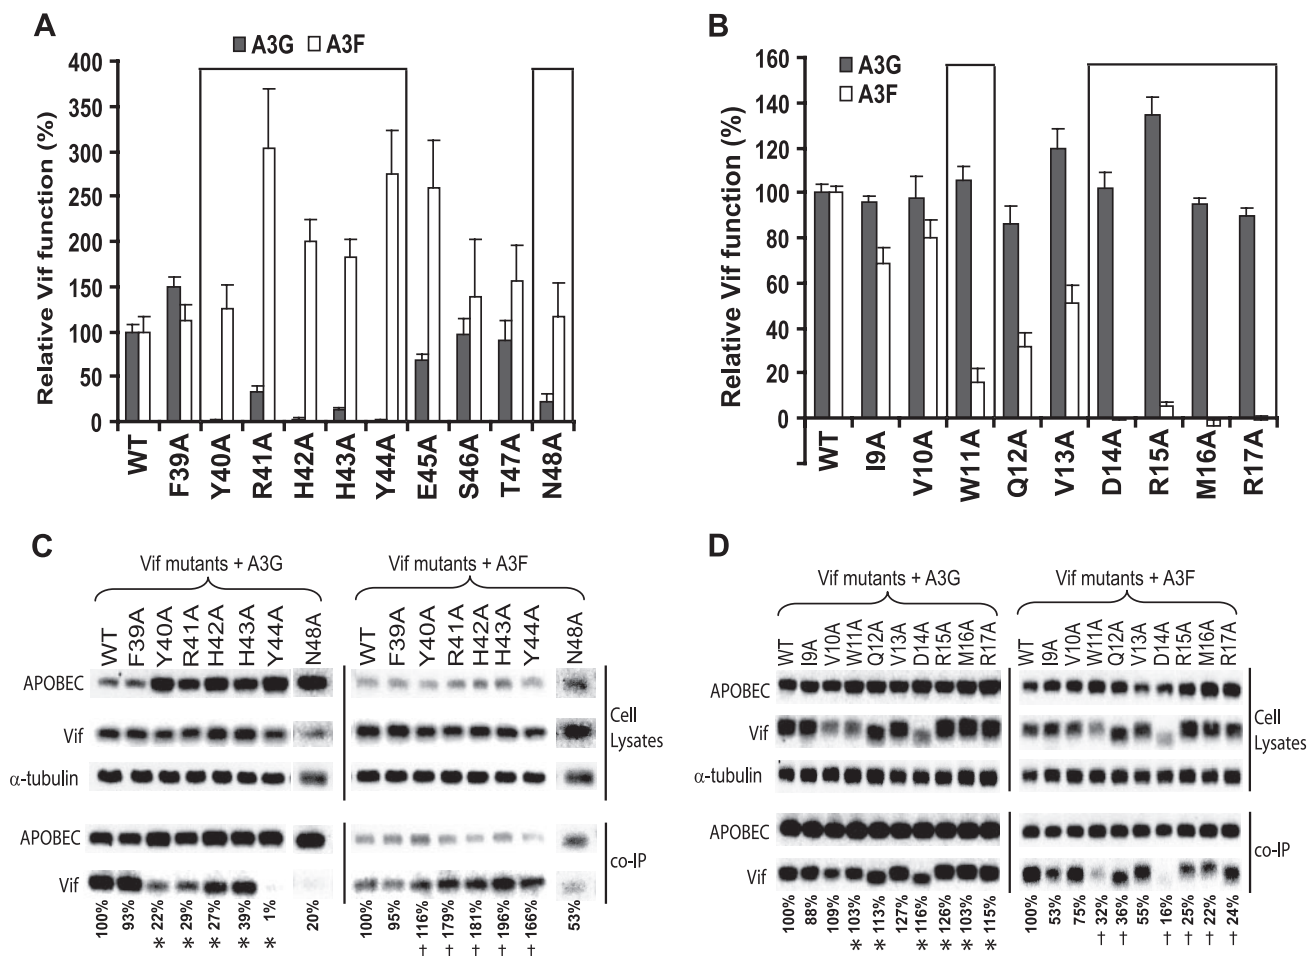 A
A3G A3F
Relative Vif function (%)
400
350
300
250
200
150
100
50
0
WT F39A Y40A R41A H42A H43A Y44A E45A S46A T47A N48A
B
A3G
A3F
Relative Vif function (%)
160
140
120
100
80
60
40
20
0
WT I9A V10A W11A Q12A V13A D14A R15A M16A R17A
C
Vif mutants + A3G Vif mutants + A3F
WT F39A Y40A R41A H42A H43A Y44A N48A WT F39A Y40A R41A H42A H43A Y44A N48A
APOBEC
Vif
α-tubulin
Cell
Lysates
APOBEC
Vif
co-IP
100% 93% 22% 29% 27% 39% 1% 20% 100% 95% 116% 179% 181% 196% 166% 53%
* * * * * † † † † †
D
Vif mutants + A3G Vif mutants + A3F
WT I9A V10A W11A Q12A V13A D14A R15A M16A R17A WT I9A V10A W11A Q12A V13A D14A R15A M16A R17A
APOBEC
Vif
α-tubulin
Cell
Lysates
APOBEC
Vif
co-IP
100% 88% 109% 103% 113% 127% 116% 126% 103% 115% 100% 53% 75% 32% 36% 55% 16% 25% 22% 24%
* * * * * * † † † † † †